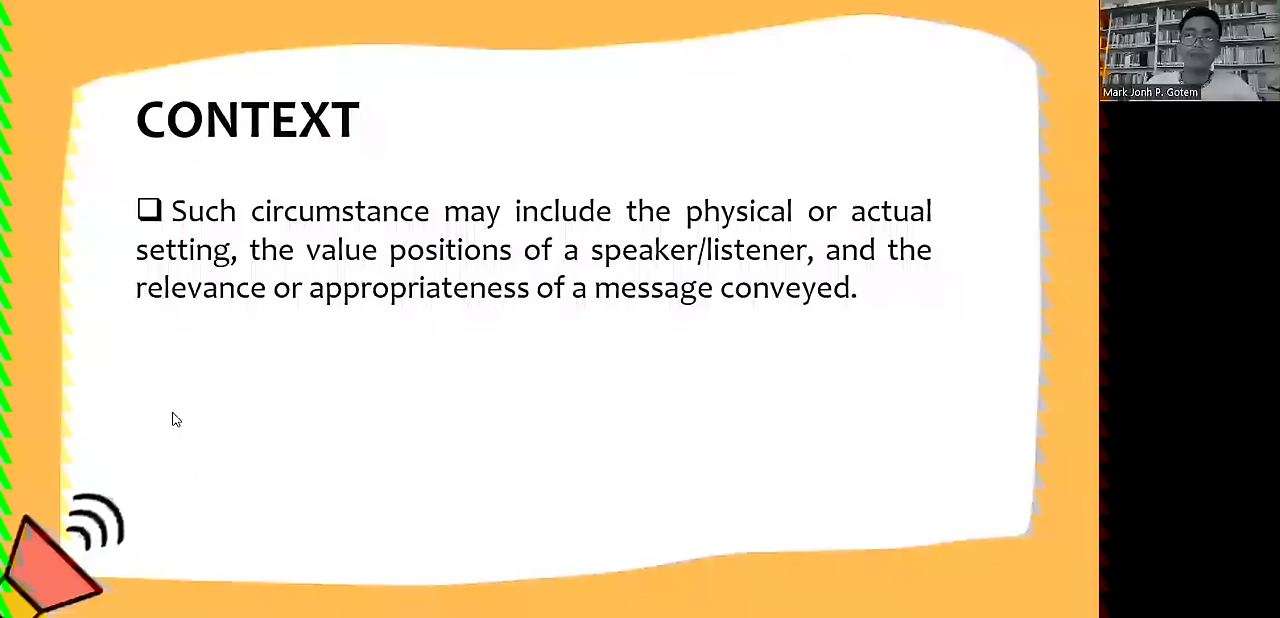 CONTEXT
Such circumstance may include the physical or actual
setting, the value positions of a speaker/listener, and the
relevance or appropriateness of a message conveyed.
Mark Jonh P. Gotem